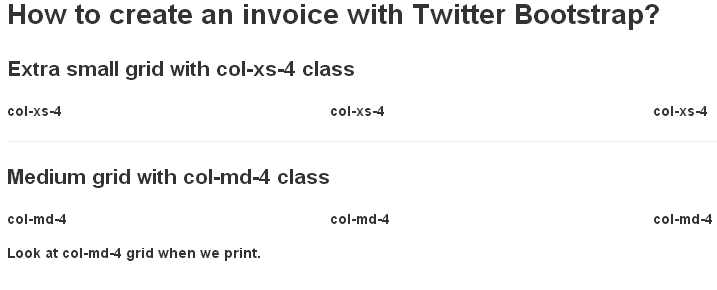 How to create an invoice with Twitter Bootstrap?
Extra small grid with col-xs-4 class
col-xs-4 col-xs-4 col-xs-4
Medium grid with col-md-4 class
col-md-4 col-md-4 col-md-4
Look at col-md-4 grid when we print.